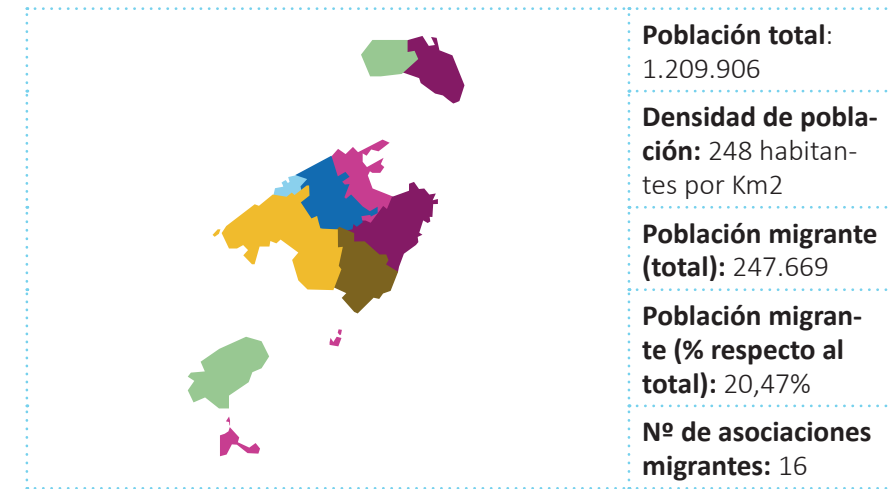 Población total:
1.209.906
Densidad de pobla-
ción: 248 habitan-
tes por Km2
Población migrante
(total): 247.669
Población migran-
te (% respecto al
total): 20,47%
Nº de asociaciones
migrantes: 16